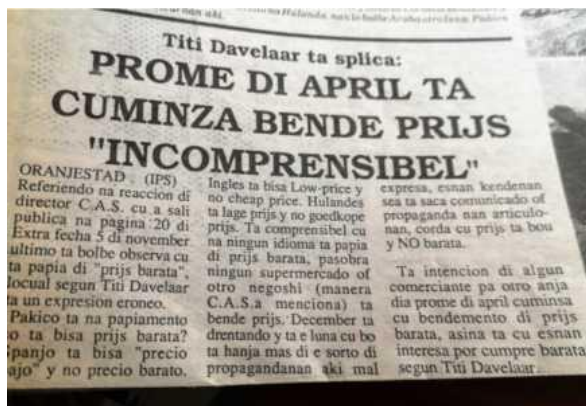 Titi Davelaar ta splica:
PROME DI APRIL TA
CUMINZA BENDE PRIJS
"INCOMPRENSIBEL"
ORANJESTAD (IPS)
Referiendo na reaccion di
director C.A.S. cu a sali
publica na pagina 20 di
Extra fecha 5 di november
ultimo ta bolbe observa cu
ta papia di "prijs barata",
locual segun Titi Davelaar
ta un expresion eroneo.
Pakico ta na papiamento
o ta bisa prijs barata?
Spanjo ta bisa "precio
ajo" y no precio barato.
Ingles ta bisa Low-price y
no cheap price. Hulandes
ta lage prijs y no goedkope
prijs. Ta comprensibel cu
na ningun idioma ta papia
di prijs barata, pasobra
ningun supermercado of
otro negoshi (manera
C.A.S.a menciona) ta
bende prijs. December ta
drentando y ta e luna cu bo
ta hanja mas di e sorto di
propagandanan aki mal
expresa, esnan kendenan
sea ta saca comunicado of
propaganda nan articulo-
nan, corda cu prijs ta bou
y NO barata.
Ta intencion di algun
comerciante pa otro anja
dia prome di april cuminsa
cu bendemento di prijs
barata, asina ta cu esnan
interesa por cumpre barata
segun Titi Davelaar.